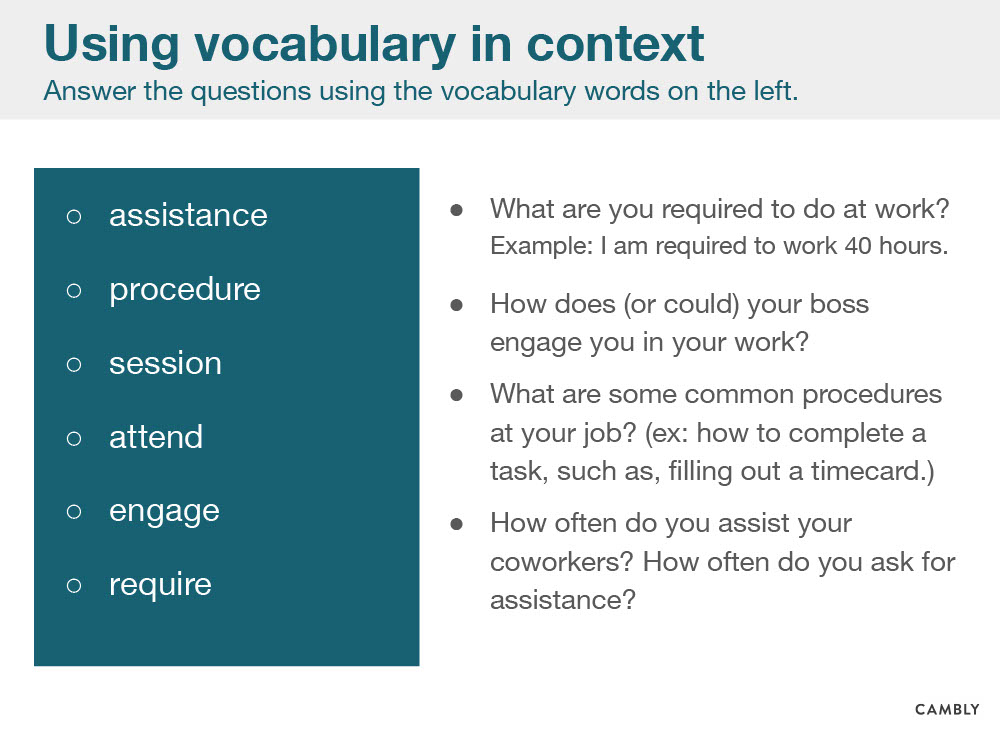 Using vocabulary in context
Answer the questions using the vocabulary words on the left.
○ assistance
○ procedure
○ session
○ attend
○ engage
○ require
● What are you required to do at work?
Example: I am required to work 40 hours.
● How does (or could) your boss
engage you in your work?
● What are some common procedures
at your job? (ex: how to complete a
task, such as, filling out a timecard.)
● How often do you assist your
coworkers? How often do you ask for
assistance?
CAMBLY